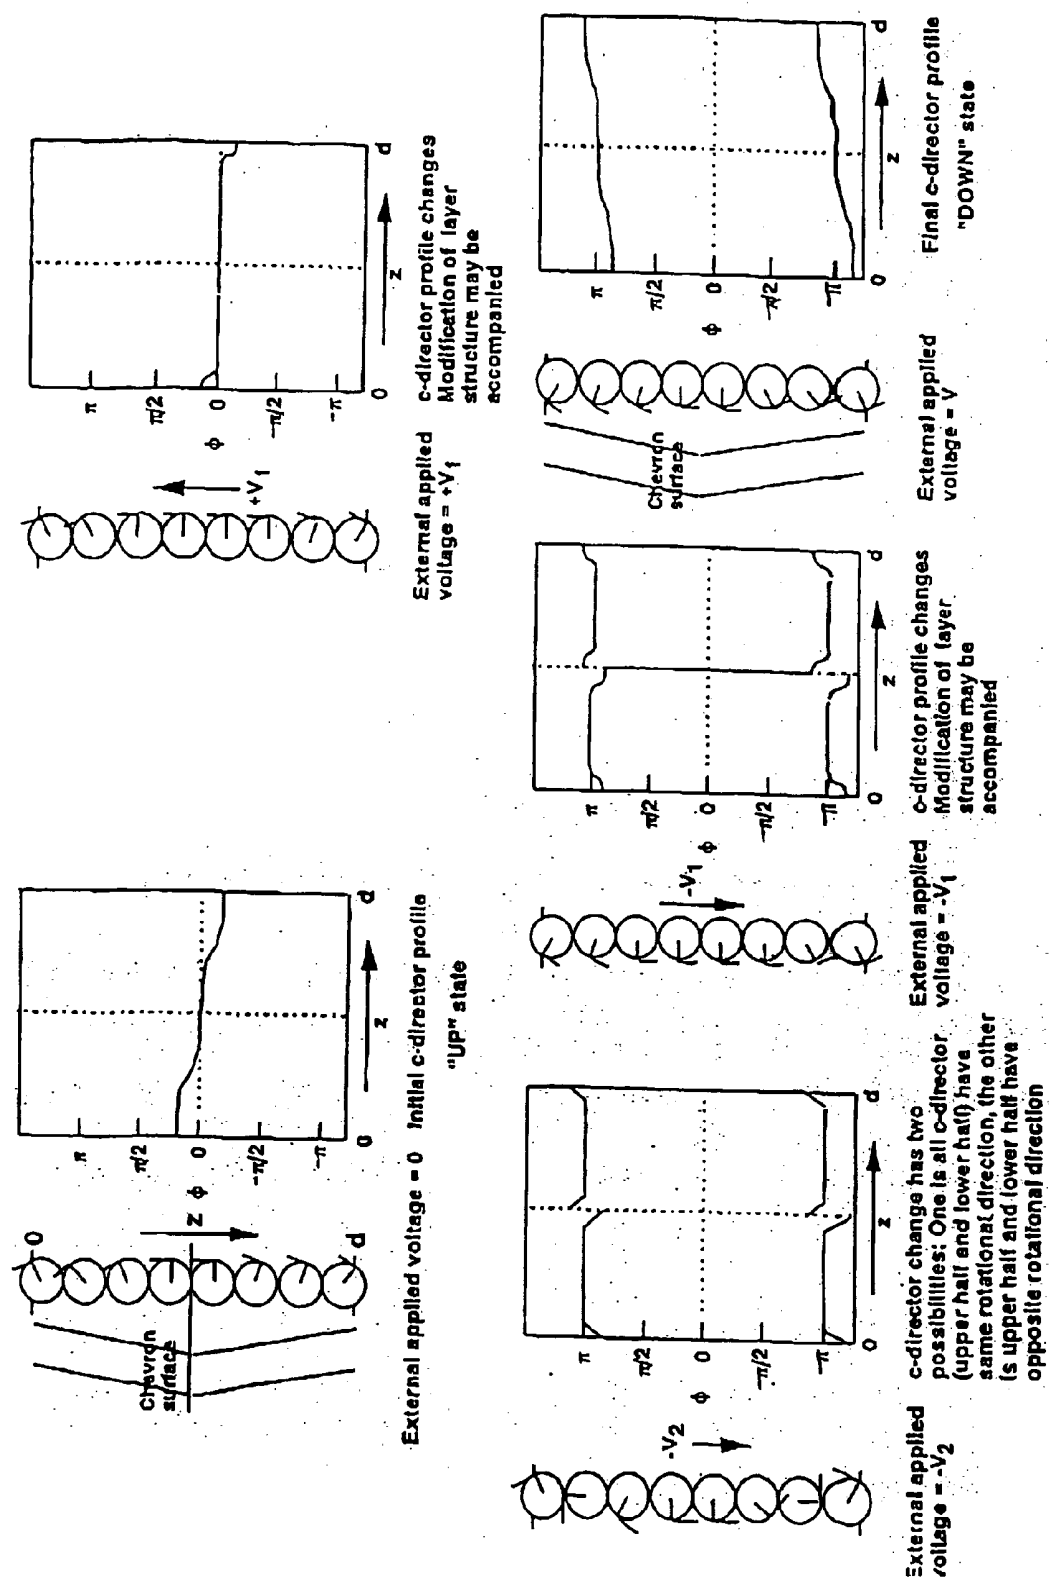 Chevron
surface
0
d
Z
π
π/2
0
−π/2
−π
ϕ
0
z
d
External applied voltage = 0
Initial c-director profile
"UP" state
+V1
External applied
voltage = +V1
π
π/2
0
−π/2
−π
ϕ
0
z
d
c-director profile changes
Modification of layer
structure may be
accompanied
-V2
External applied
voltage = -V2
π
π/2
0
−π/2
−π
ϕ
0
z
d
c-director change has two
possibilities: One is all c-director
(upper half and lower half) have
same rotational direction, the other
is upper half and lower half have
opposite rotational direction
-V1
External applied
voltage = -V1
π
π/2
0
−π/2
−π
ϕ
0
z
d
c-director profile changes
Modification of layer
structure may be
accompanied
Chevron
surface
External applied
voltage = V
π
π/2
0
−π/2
−π
ϕ
0
z
d
Final c-director profile
"DOWN" state